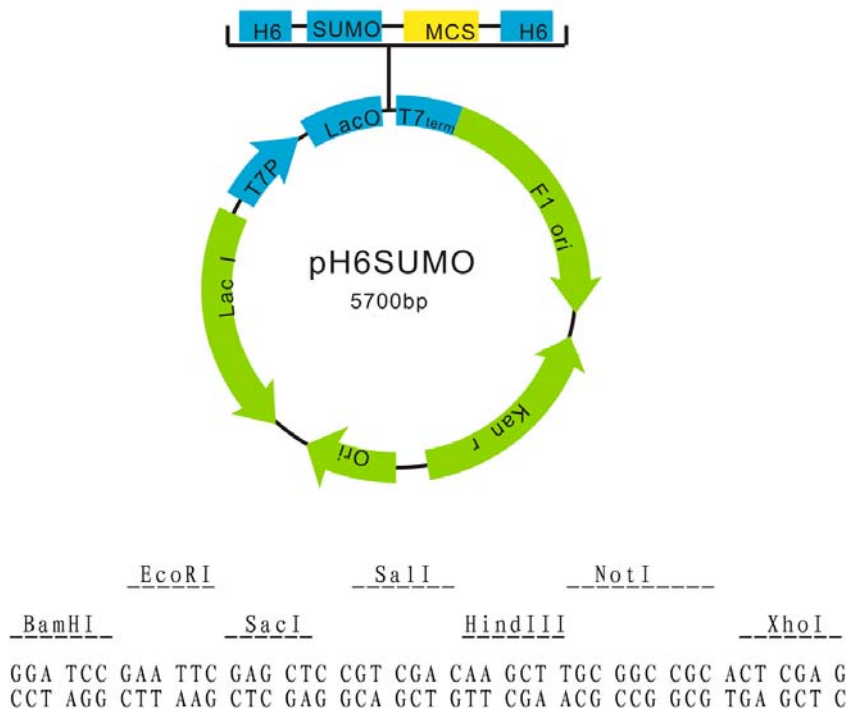 H6 SUMO MCS H6
LacO T7term
T7P F1 ori
Lac I
pH6SUMO
5700bp
Kan r
Ori
EcoRI SalI NotI
BamHI SacI HindIII XhoI
GGA TCC GAA TTC GAG CTC CGT CGA CAA GCT TGC GGC CGC ACT CGA G
CCT AGG CTT AAG CTC GAG GCA GCT GTT CGA ACG CCG GCG TGA GCT C